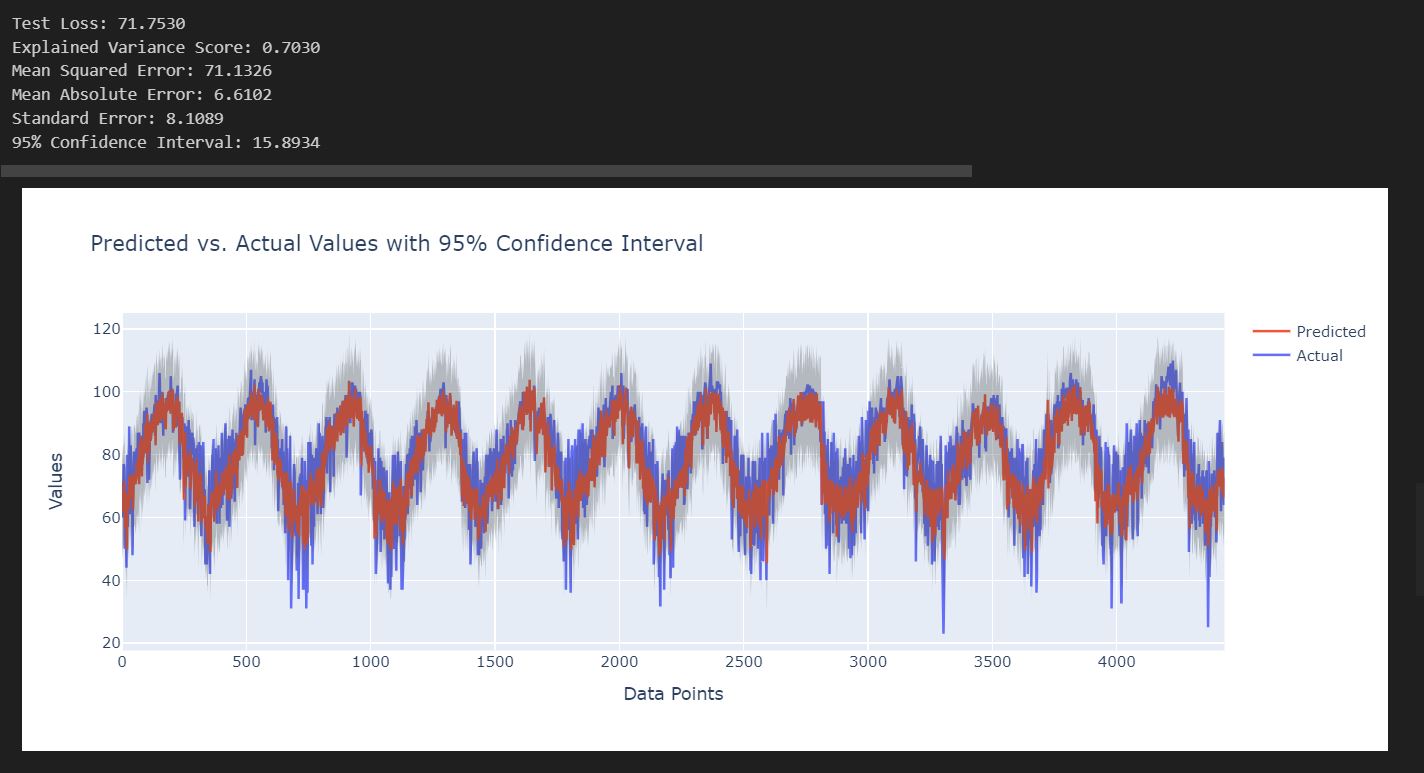 Test Loss: 71.7530
Explained Variance Score: 0.7030
Mean Squared Error: 71.1326
Mean Absolute Error: 6.6102
Standard Error: 8.1089
95% Confidence Interval: 15.8934
Predicted vs. Actual Values with 95% Confidence Interval
Predicted
Actual
Values
120
100
80
60
40
20
0 500 1000 1500 2000 2500 3000 3500 4000
Data Points